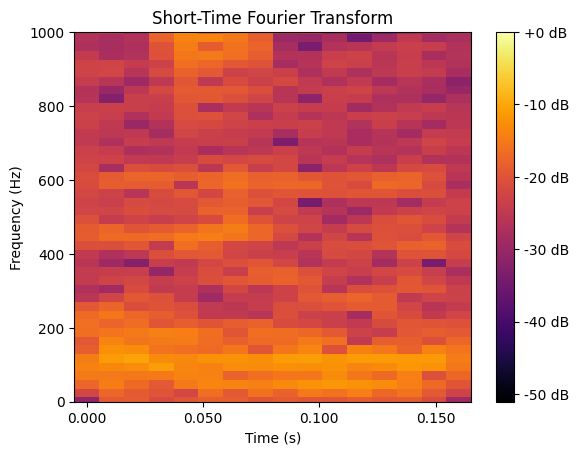 Short-Time Fourier Transform
1000
800
600
400
200
0
Frequency (Hz)
0.000
0.050
0.100
0.150
Time (s)
+0 dB
-10 dB
-20 dB
-30 dB
-40 dB
-50 dB